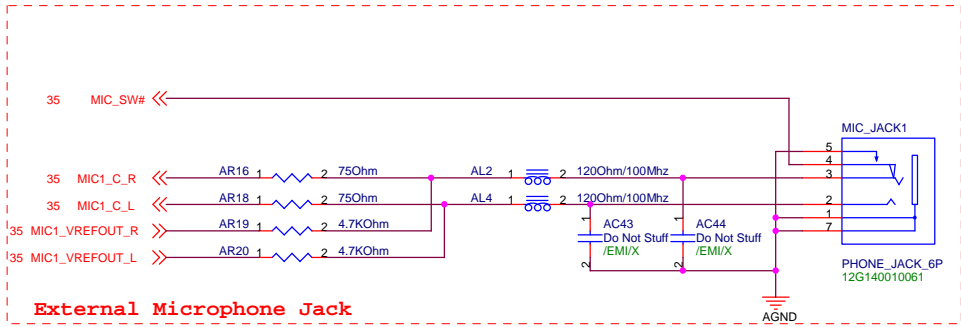 35 MIC_SW#
MIC_JACK1
5
4
35 MIC1_C_R AR16 1 2 75Ohm AL2 1 2 120Ohm/100Mhz 3
35 MIC1_C_L AR18 1 2 75Ohm AL4 1 2 120Ohm/100Mhz 2
35 MIC1_VREFOUT_R AR19 1 2 4.7KOhm 1
1 AC43 1 AC44 7
Do Not Stuff Do Not Stuff
35 MIC1_VREFOUT_L AR20 1 2 4.7KOhm /EMI/X /EMI/X
2 2 PHONE_JACK_6P
12G140010061
External Microphone Jack
AGND